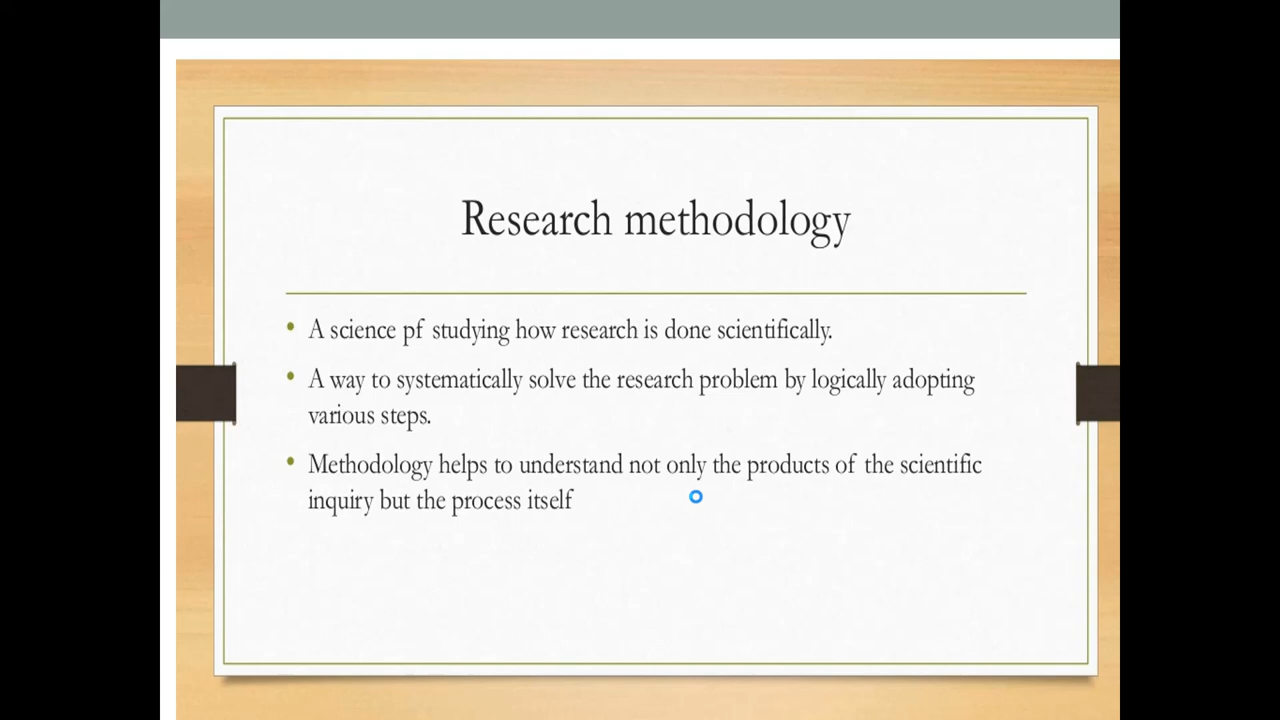 Research methodology
• A science pf studying how research is done scientifically.
• A way to systematically solve the research problem by logically adopting
various steps.
• Methodology helps to understand not only the products of the scientific
inquiry but the process itself